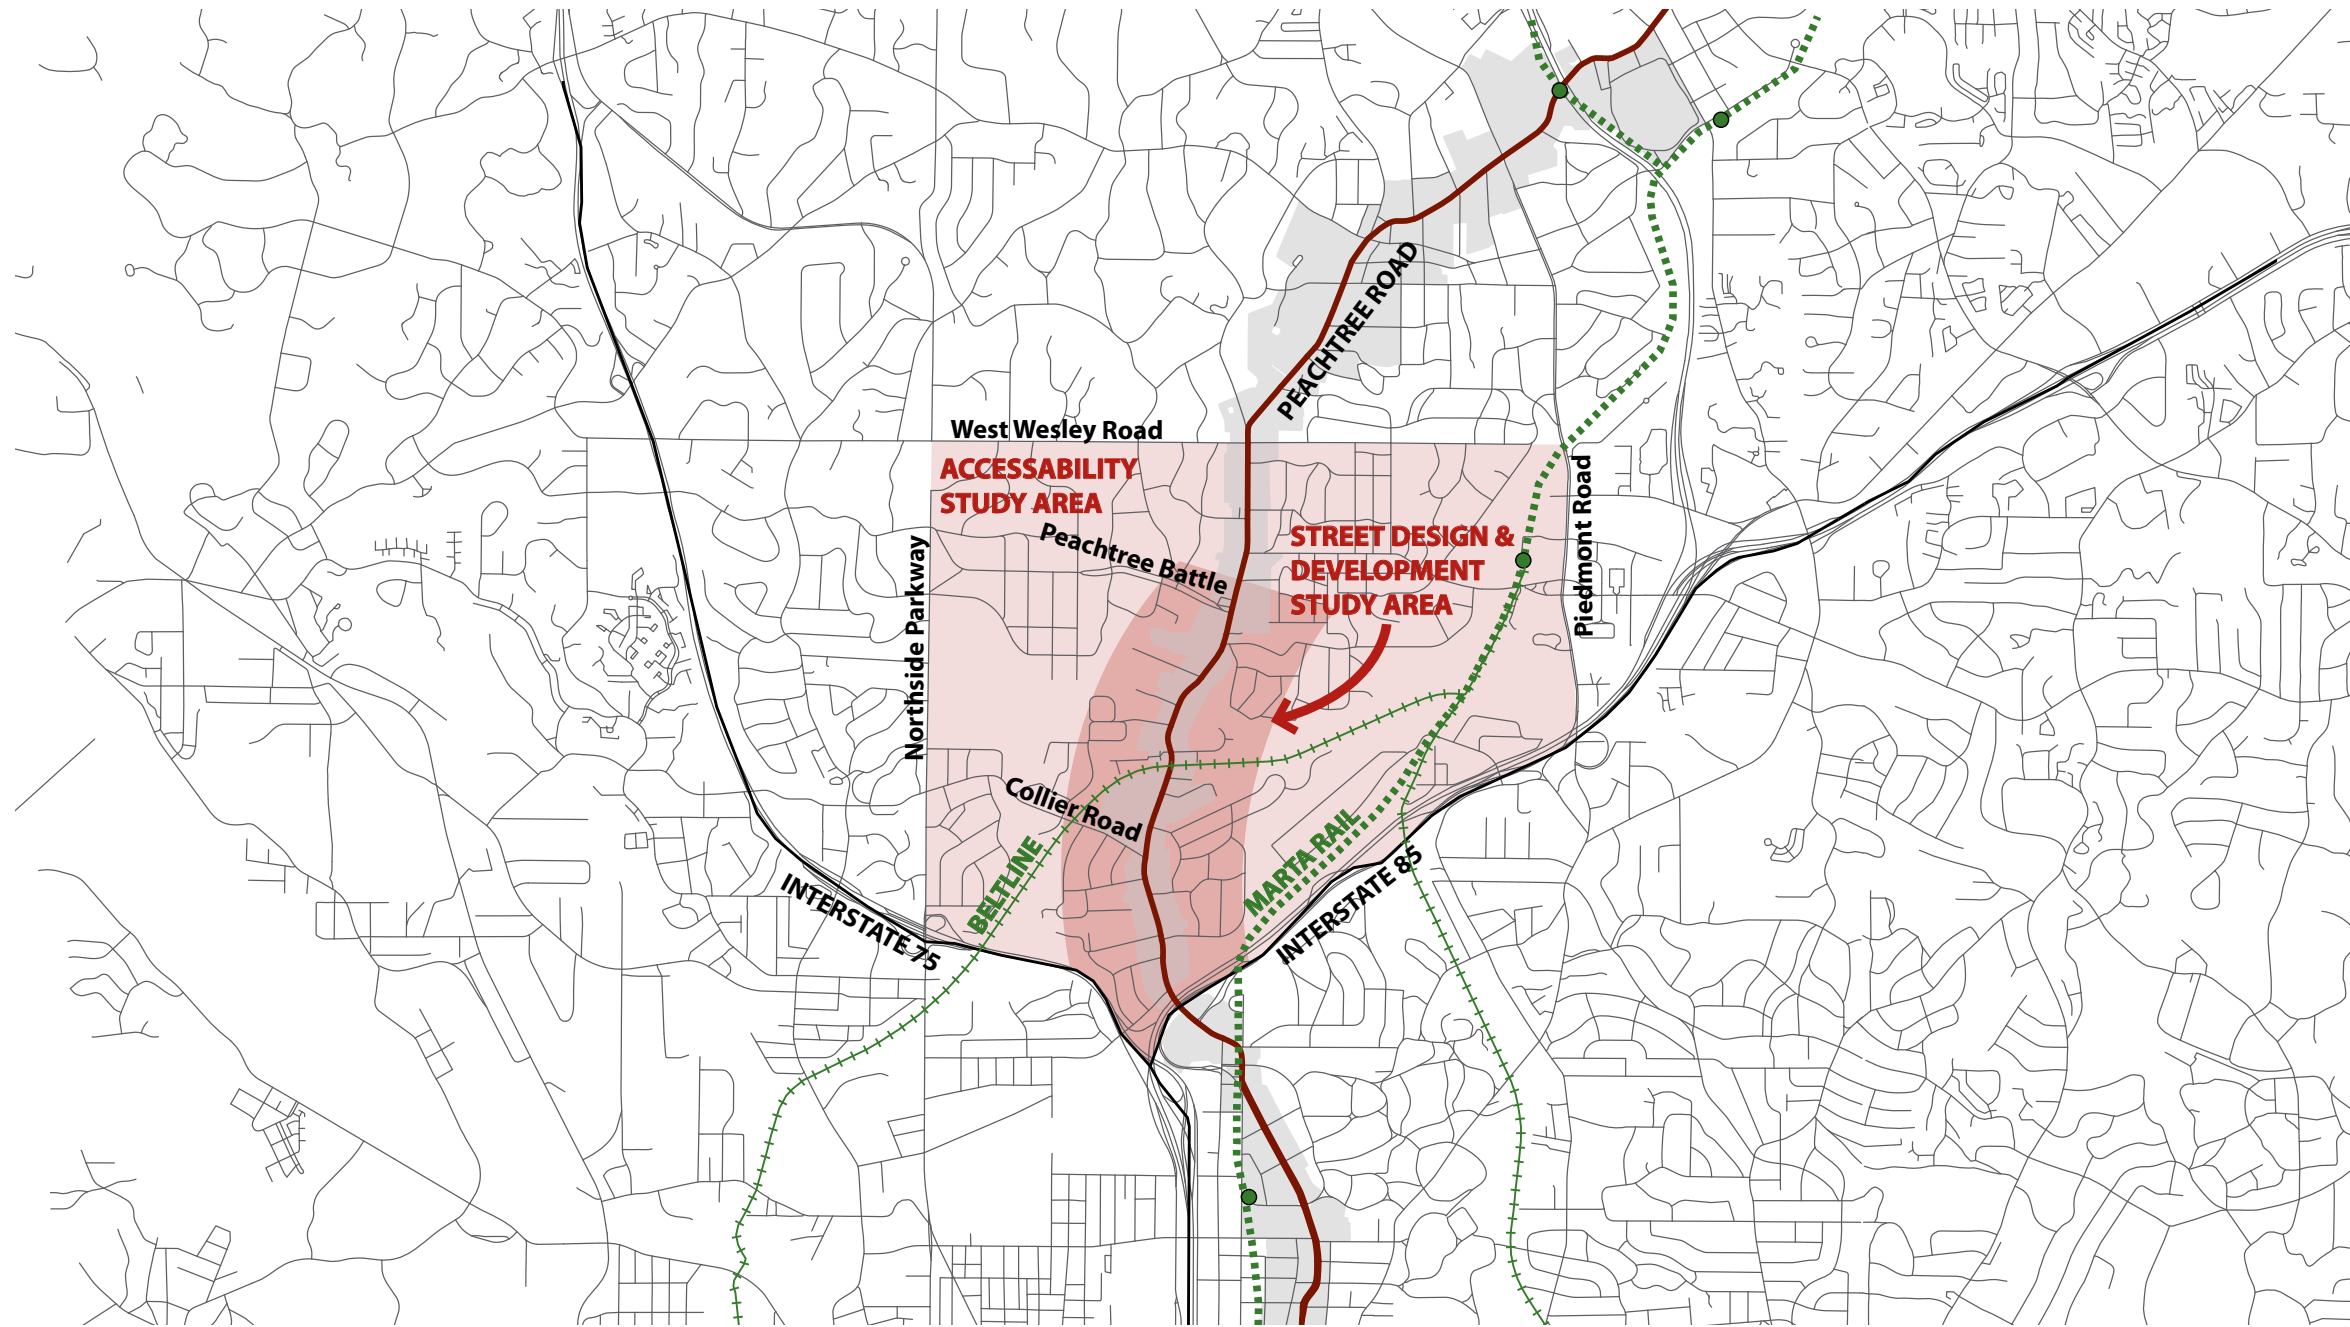 PEACHTREE ROAD
West Wesley Road
ACCESSABILITY
STUDY AREA
Peachtree Battle
STREET DESIGN &
DEVELOPMENT
STUDY AREA
Piedmont Road
Northside Parkway
Collier Road
BELTLINE
MARTA RAIL
INTERSTATE 75
INTERSTATE 85